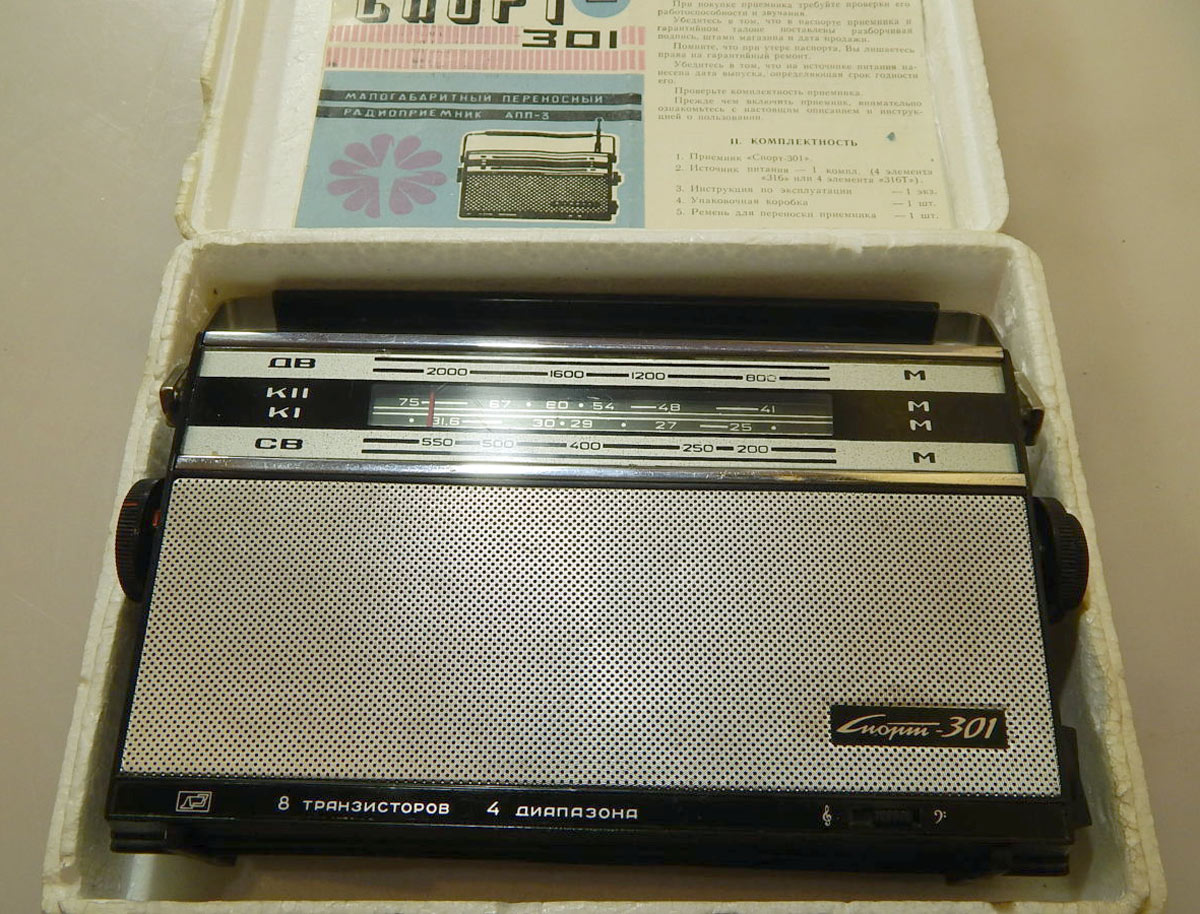 СПОРТ-
301
МАЛОГАБАРИТНЫЙ ПЕРЕНОСНЫЙ
РАДИОПРИЕМНИК АПП-3
При покупке приемника требуйте проверки его
работоспособности и звучания.
Убедитесь в том, что в паспорте приемника и
гарантийном талоне поставлены разборчивая
подпись, штамп магазина и дата продажи.
Помните, что при утере паспорта, Вы лишаетесь
права на гарантийный ремонт.
Убедитесь в том, что на источнике питания на-
несена дата выпуска, определяющая срок годности
его.
Проверьте комплектность приемника.
Прежде чем включить приемник, внимательно
ознакомьтесь с настоящим описанием и инструк-
цией о пользовании.
II. КОМПЛЕКТНОСТЬ
1. Приемник «Спорт-301».
2. Источник питания — 1 компл. (4 элемента
«316» или 4 элемента «316Т»).
3. Инструкция по эксплуатации — 1 экз.
4. Упаковочная коробка — 1 шт.
5. Ремень для переноски приемника — 1 шт.
ДВ 2000 1600 1200 800 М
КII 75 67 60 54 48 41 М
КI 31,6 30 29 27 25 М
СВ 550 500 400 250 200 М
Спорт-301
8 ТРАНЗИСТОРОВ 4 ДИАПАЗОНА